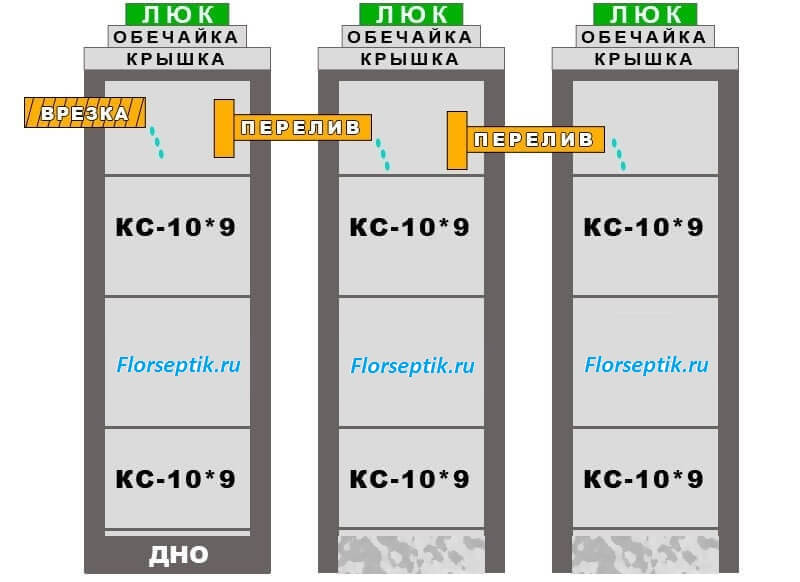 ЛЮК
ОБЕЧАЙКА
КРЫШКА
ВРЕЗКА
ПЕРЕЛИВ
КС-10*9
Florseptik.ru
КС-10*9
ДНО
ЛЮК
ОБЕЧАЙКА
КРЫШКА
ПЕРЕЛИВ
КС-10*9
Florseptik.ru
КС-10*9
ЛЮК
ОБЕЧАЙКА
КРЫШКА
КС-10*9
Florseptik.ru
КС-10*9